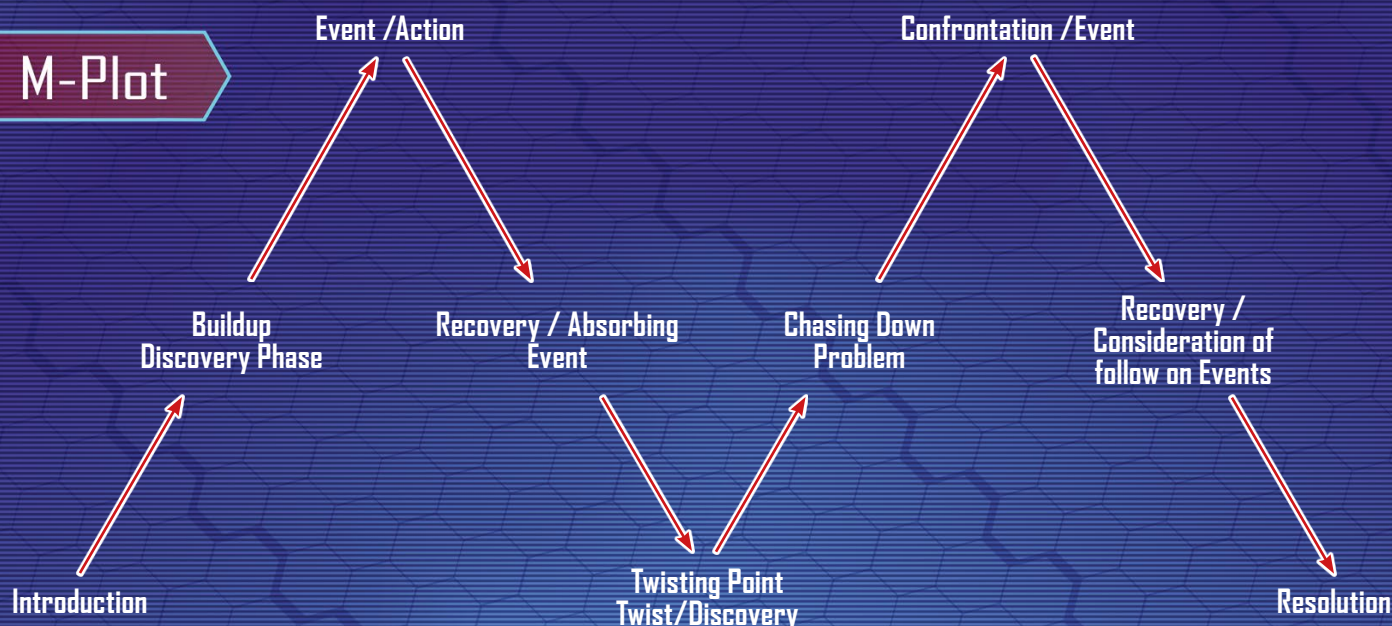 M-Plot
Event /Action
Confrontation /Event
Buildup
Discovery Phase
Recovery / Absorbing
Event
Chasing Down
Problem
Recovery /
Consideration of
follow on Events
Introduction
Twisting Point
Twist/Discovery
Resolution